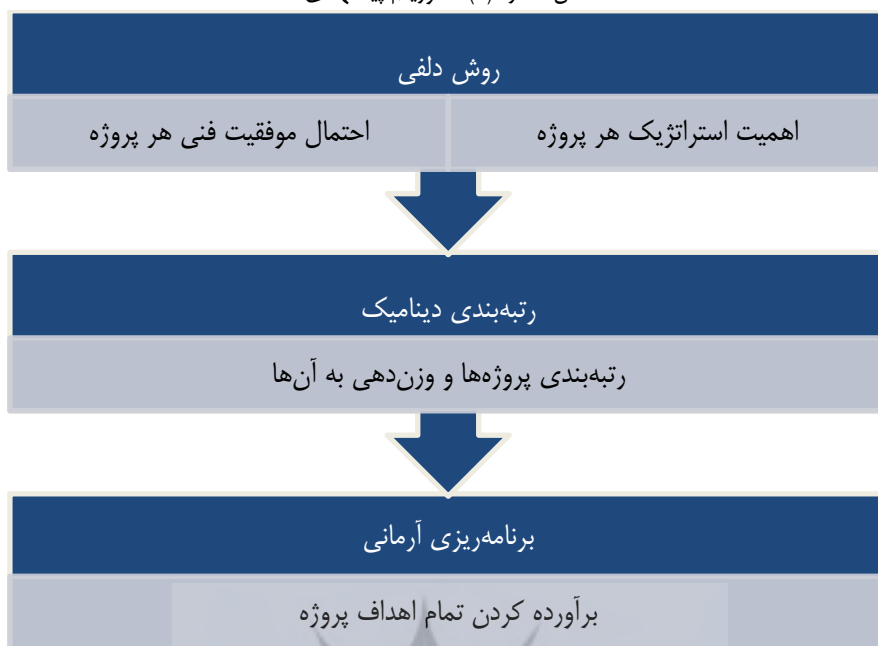 روش دلفی
اهمیت استراتژیک هر پروژه
احتمال موفقیت فنی هر پروژه
رتبه‌بندی دینامیک
رتبه‌بندی پروژه‌ها و وزن‌دهی به آن‌ها
برنامه‌ریزی آرمانی
برآورده کردن تمام اهداف پروژه